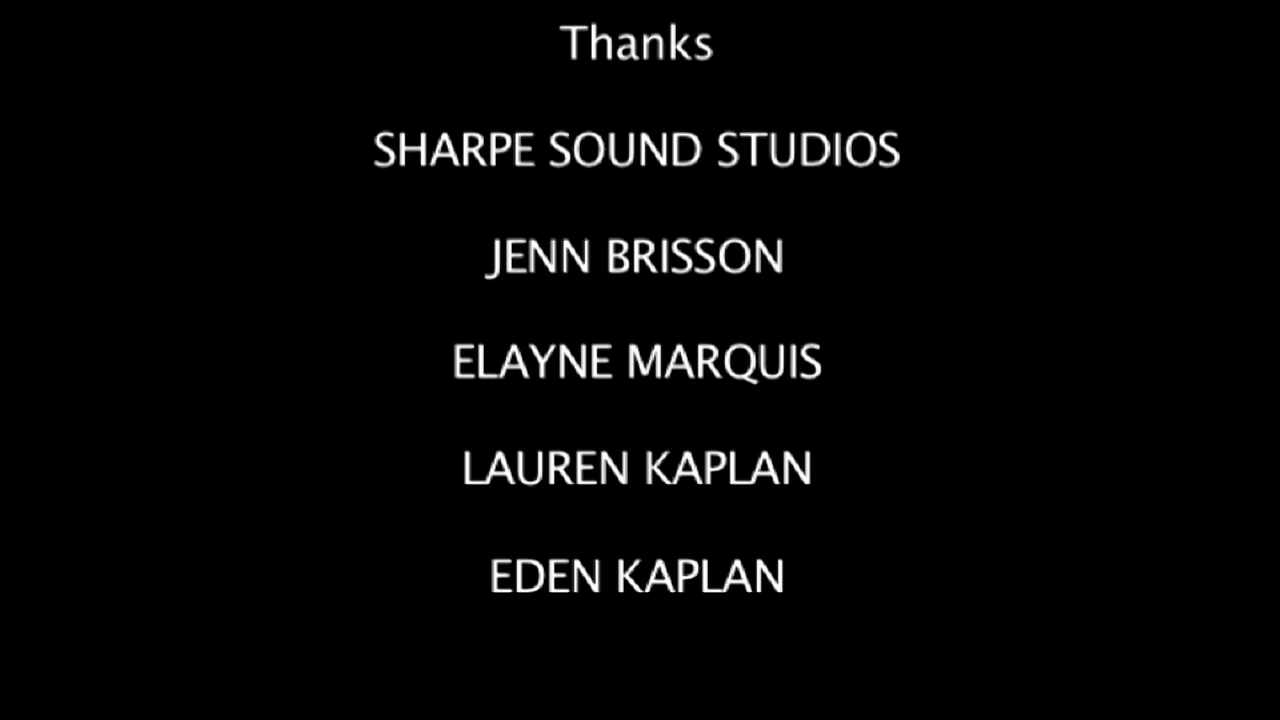 Thanks
SHARPE SOUND STUDIOS
JENN BRISSON
ELAYNE MARQUIS
LAUREN KAPLAN
EDEN KAPLAN